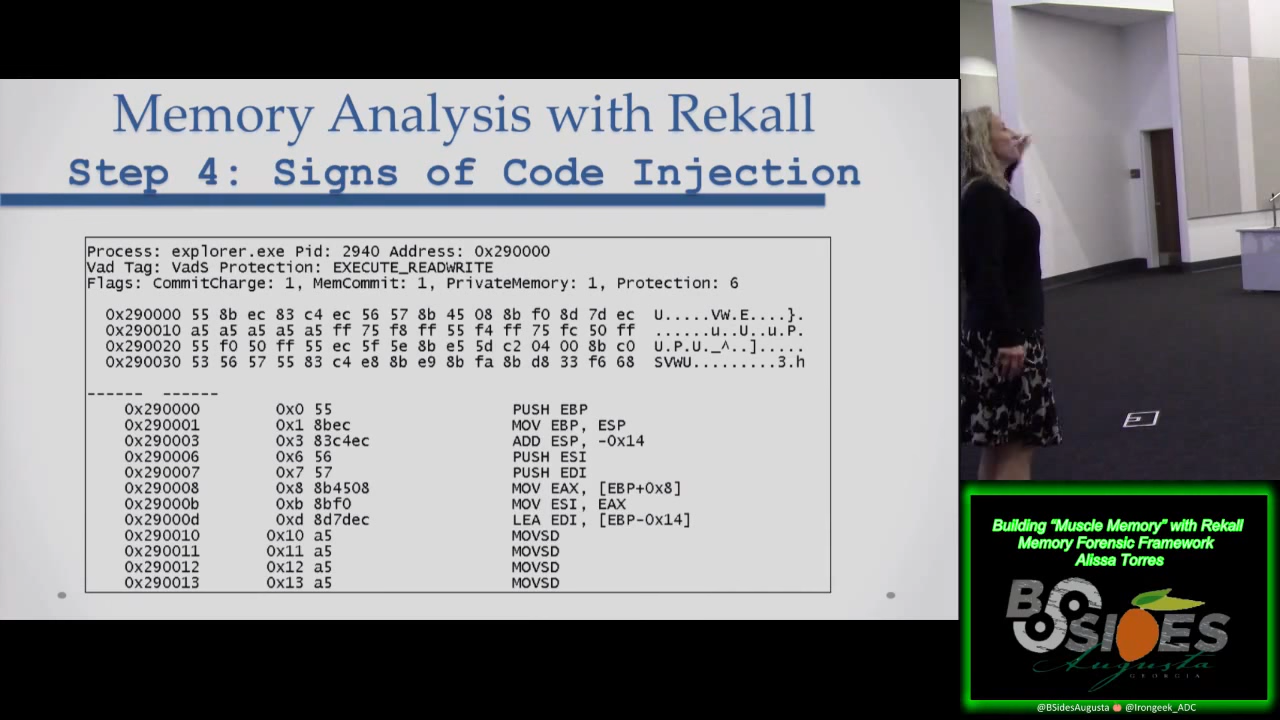 Memory Analysis with Rekall
Step 4: Signs of Code Injection
Process: explorer.exe Pid: 2940 Address: 0x290000
Vad Tag: VadS Protection: EXECUTE_READWRITE
Flags: CommitCharge: 1, MemCommit: 1, PrivateMemory: 1, Protection: 6
0x290000 55 8b ec 83 c4 ec 56 57 8b 45 08 8b f0 8d 7d ec U.....VW.E....}.
0x290010 a5 a5 a5 a5 a5 ff 75 f8 ff 55 f4 ff 75 fc 50 ff ......u..U..u.P.
0x290020 55 f0 50 ff 55 ec 5f 5e 8b e5 5d c2 04 00 8b c0 U.P.U._^..].....
0x290030 53 56 57 55 83 c4 e8 8b e9 8b fa 8b d8 33 f6 68 SVWU.........3.h
------ ------
0x290000 0x0 55 PUSH EBP
0x290001 0x1 8bec MOV EBP, ESP
0x290003 0x3 83c4ec ADD ESP, -0x14
0x290006 0x6 56 PUSH ESI
0x290007 0x7 57 PUSH EDI
0x290008 0x8 8b4508 MOV EAX, [EBP+0x8]
0x29000b 0xb 8bf0 MOV ESI, EAX
0x29000d 0xd 8d7dec LEA EDI, [EBP-0x14]
0x290010 0x10 a5 MOVSD
0x290011 0x11 a5 MOVSD
0x290012 0x12 a5 MOVSD
0x290013 0x13 a5 MOVSD
Building “Muscle Memory” with Rekall
Memory Forensic Framework
Alissa Torres
BSIDES
Augusta
GEORGIA
@BSidesAugusta @Irongeek_ADC